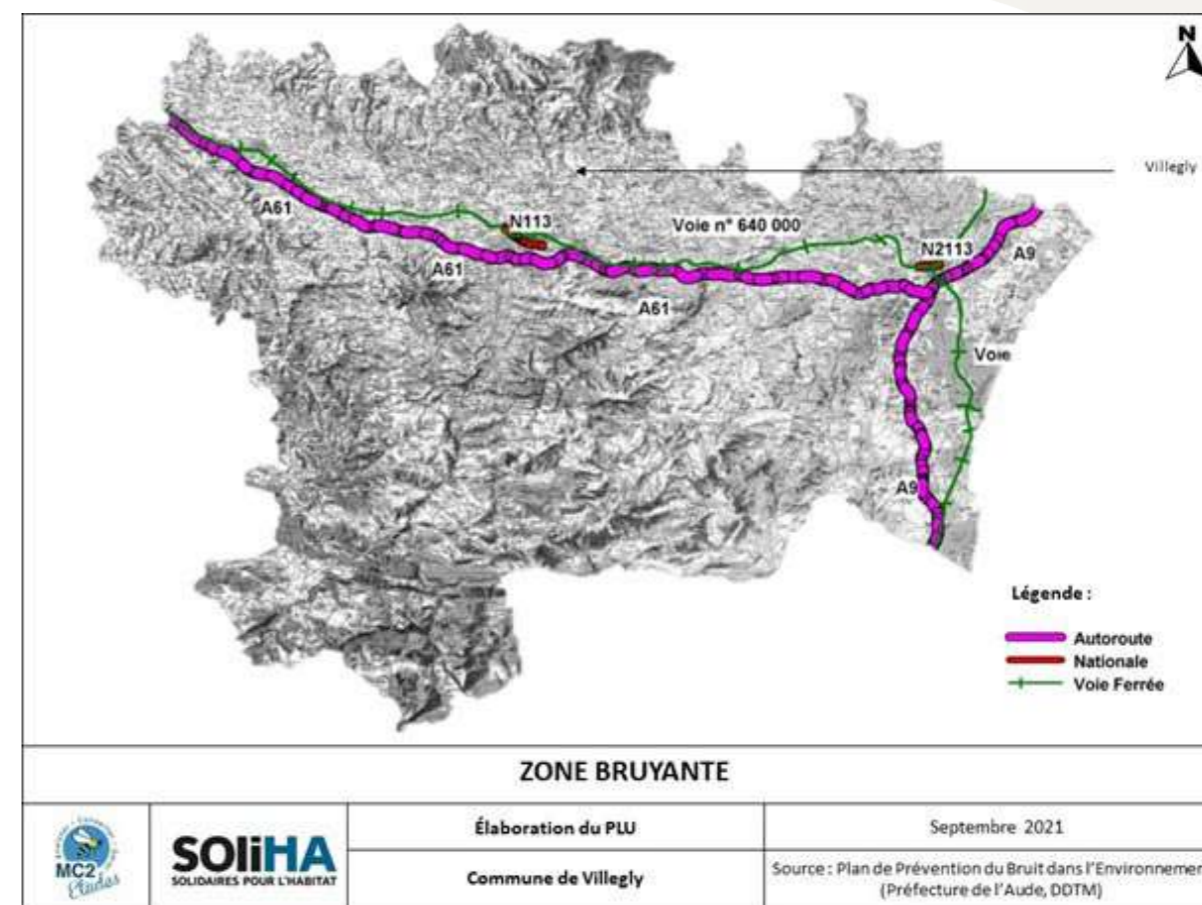 N
Villegly
A61
N113
Voie n° 640 000
N2113
A9
A61
A61
Voie
A9
Légende :
Autoroute
Nationale
Voie Ferrée
ZONE BRUYANTE
MC2
Études
SOLiHA
SOLIDAIRES POUR L'HABITAT
Élaboration du PLU
Septembre 2021
Commune de Villegly
Source : Plan de Prévention du Bruit dans l'Environnemen
(Préfecture de l'Aude, DDTM)